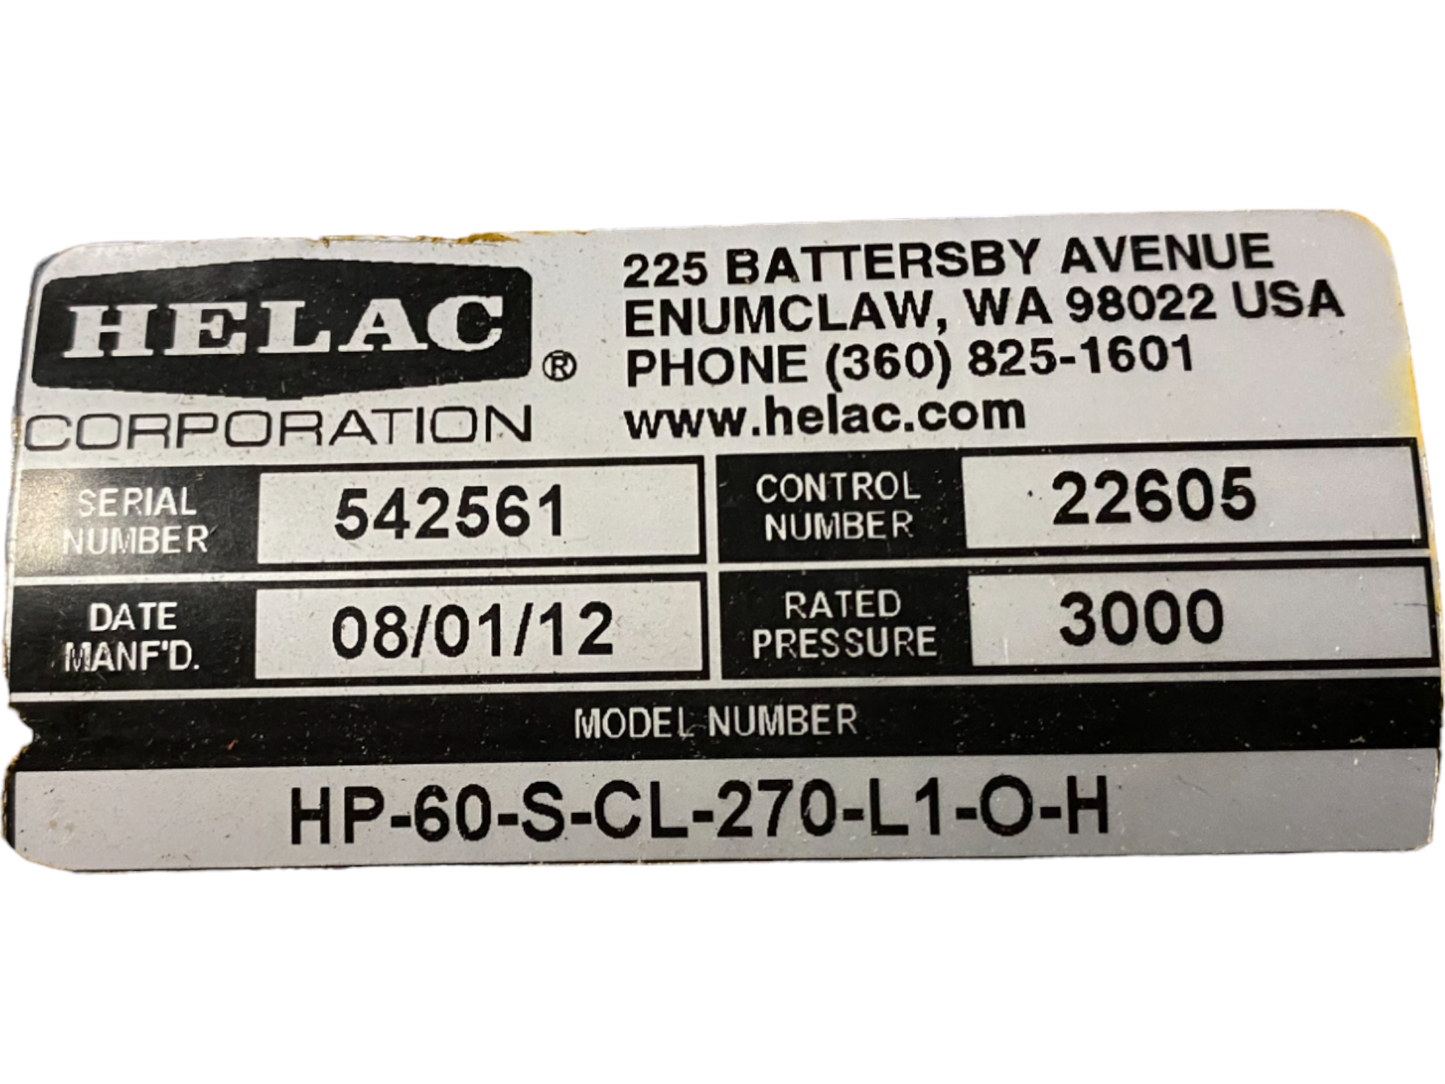 HELAC ®
CORPORATION
225 BATTERSBY AVENUE
ENUMCLAW, WA 98022 USA
PHONE (360) 825-1601
www.helac.com
SERIAL
NUMBER
542561
CONTROL
NUMBER
22605
DATE
MANF'D.
08/01/12
RATED
PRESSURE
3000
MODEL NUMBER
HP-60-S-CL-270-L1-O-H